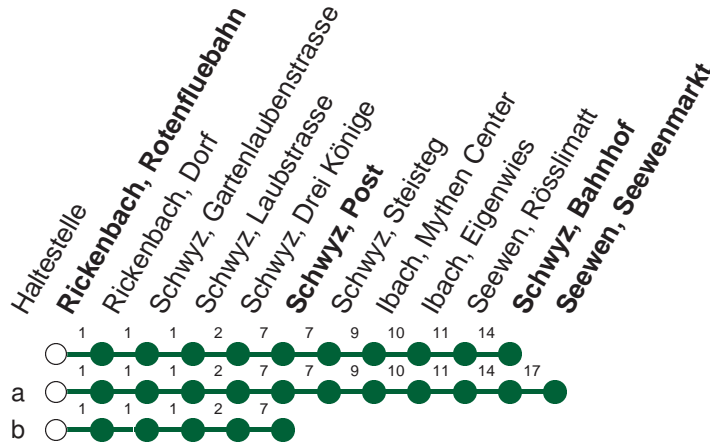 Haltestelle
Rickenbach, Rotenfluebahn
Rickenbach, Dorf
Schwyz, Gartenlaubenstrasse
Schwyz, Laubstrasse
Schwyz, Drei Könige
Schwyz, Post
Schwyz, Steisteg
Ibach, Mythen Center
Ibach, Eigenwies
Seewen, Rösslimatt
Schwyz, Bahnhof
Seewen, Seewenmarkt
1 1 1 2 7 7 9 10 11 14
a 1 1 1 2 7 7 9 10 11 14 17
b 1 1 1 2 7